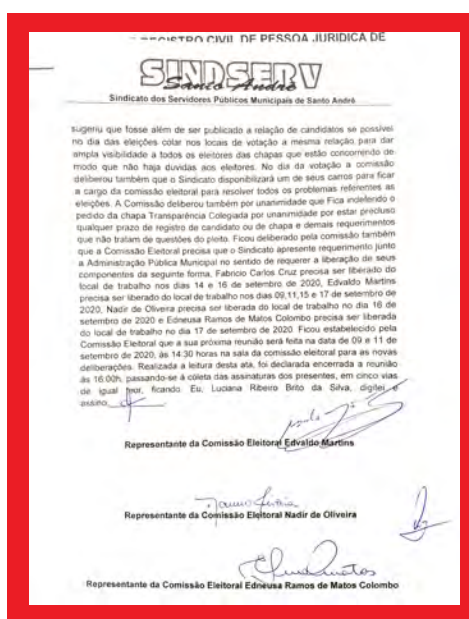 REGISTRO CIVIL DE PESSOA JURIDICA DE
SINDSERV
Santo André
Sindicato dos Servidores Públicos Municipais de Santo André
sugeriu que fosse além de ser publicado a relação de candidatos se possível
no dia das eleições colar nos locais de votação a mesma relação para dar
ampla visibilidade a todos os eleitores das chapas que estão concorrendo de
modo que não haja duvidas aos eleitores. No dia da votação a comissão
deliberou também que o Sindicato disponibilizará um de seus carros para ficar
a cargo da comissão eleitoral para resolver todos os problemas referentes as
eleições. A Comissão deliberou também por unanimidade que Fica indeferido o
pedido da chapa Transparência Colegiada por unanimidade por estar precluso
qualquer prazo de registro de candidato ou de chapa e demais requerimentos
que não tratam de questões do pleito. Ficou deliberado pela comissão também
que a Comissão Eleitoral precisa que o Sindicato apresente requerimento junto
a Administração Pública Municipal no sentido de requerer a liberação de seus
componentes da seguinte forma, Fabricio Carlos Cruz precisa ser liberado do
local de trabalho nos dias 14 e 16 de setembro de 2020, Edvaldo Martins
precisa ser liberado do local de trabalho nos dias 09,11,15 e 17 de setembro de
2020, Nadir de Oliveira precisa ser liberada do local de trabalho no dia 16 de
setembro de 2020 e Edneusa Ramos de Matos Colombo precisa ser liberada
do local de trabalho no dia 17 de setembro de 2020. Ficou estabelecido pela
Comissão Eleitoral que a sua próxima reunião será feita na data de 09 e 11 de
setembro de 2020, às 14:30 horas na sala da comissão eleitoral para as novas
deliberações. Realizada a leitura desta ata, foi declarada encerrada a reunião
às 16:00h, passando-se à coleta das assinaturas dos presentes, em cinco vias
de igual teor, ficando Eu, Luciana Ribeiro Brito da Silva, digitei e
assino.
Representante da Comissão Eleitoral Edvaldo Martins
Representante da Comissão Eleitoral Nadir de Oliveira
Representante da Comissão Eleitoral Edneusa Ramos de Matos Colombo